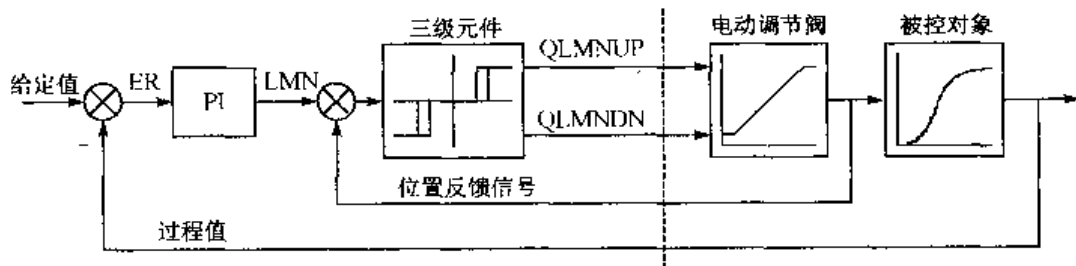 三级元件
电动调节阀
被控对象
给定值
ER
PI
LMN
QLMNUP
QLMNDN
位置反馈信号
过程值